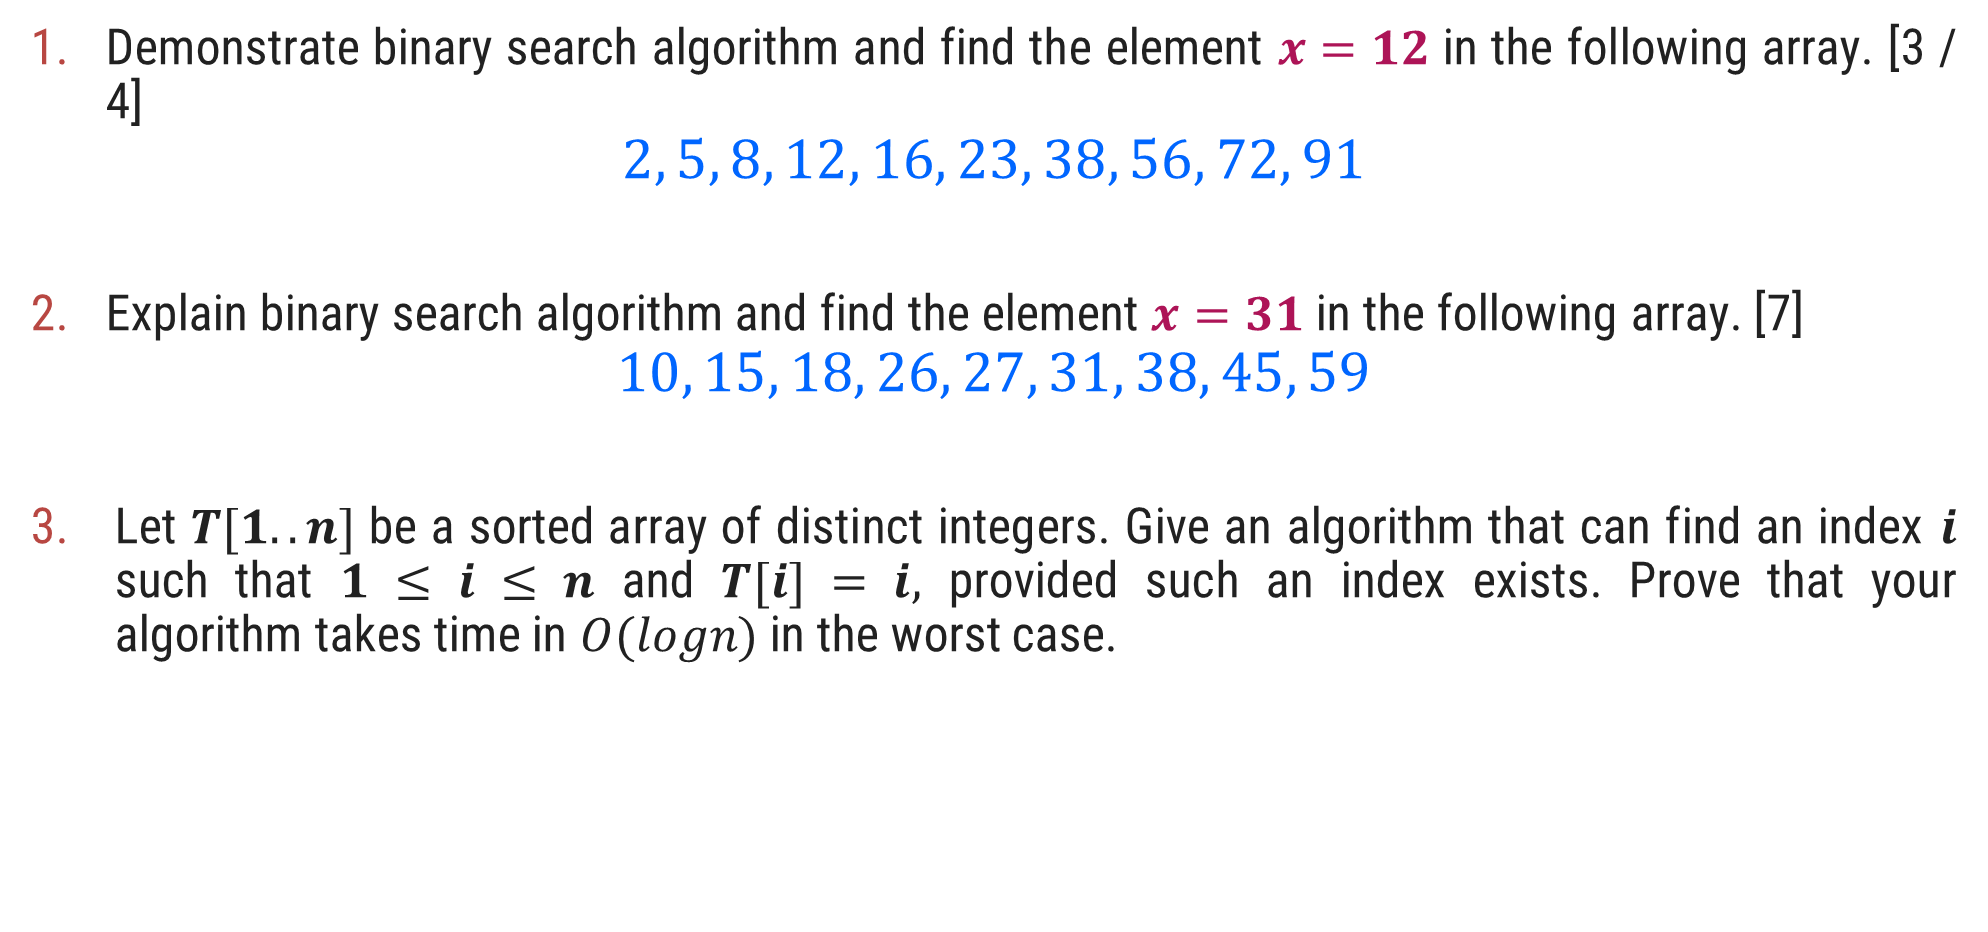 1. Demonstrate binary search algorithm and find the element x = 12 in the following array. [3 /
4]
2, 5, 8, 12, 16, 23, 38, 56, 72, 91
2. Explain binary search algorithm and find the element x = 31 in the following array. [7]
10, 15, 18, 26, 27, 31, 38, 45, 59
3. Let T[1..n] be a sorted array of distinct integers. Give an algorithm that can find an index i
such that 1 ≤ i ≤ n and T[i] = i, provided such an index exists. Prove that your
algorithm takes time in O(logn) in the worst case.